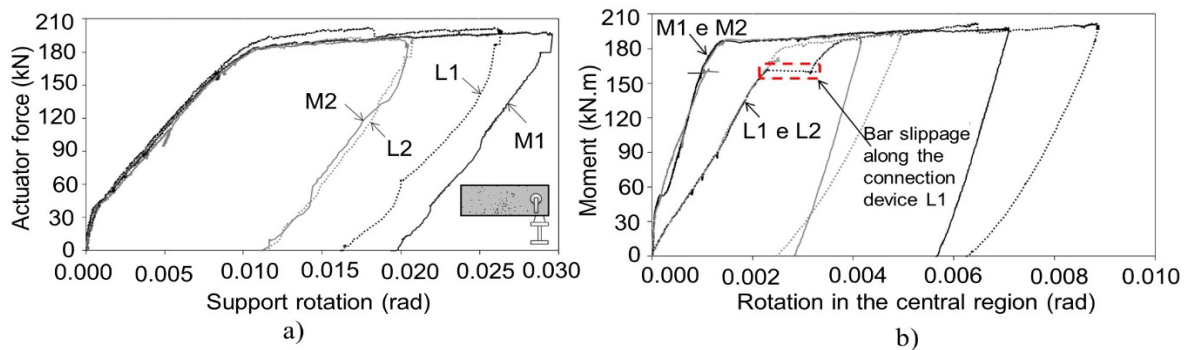 a)
Actuator force (kN)
210
180
150
120
90
60
30
0
0.000 0.005 0.010 0.015 0.020 0.025 0.030
Support rotation (rad)
M2
L2
L1
M1
a)
b)
Moment (kN.m)
210
180
150
120
90
60
30
0
0.000 0.002 0.004 0.006 0.008 0.010
Rotation in the central region (rad)
M1 e M2
L1 e L2
Bar slippage
along the
connection
device L1
b)